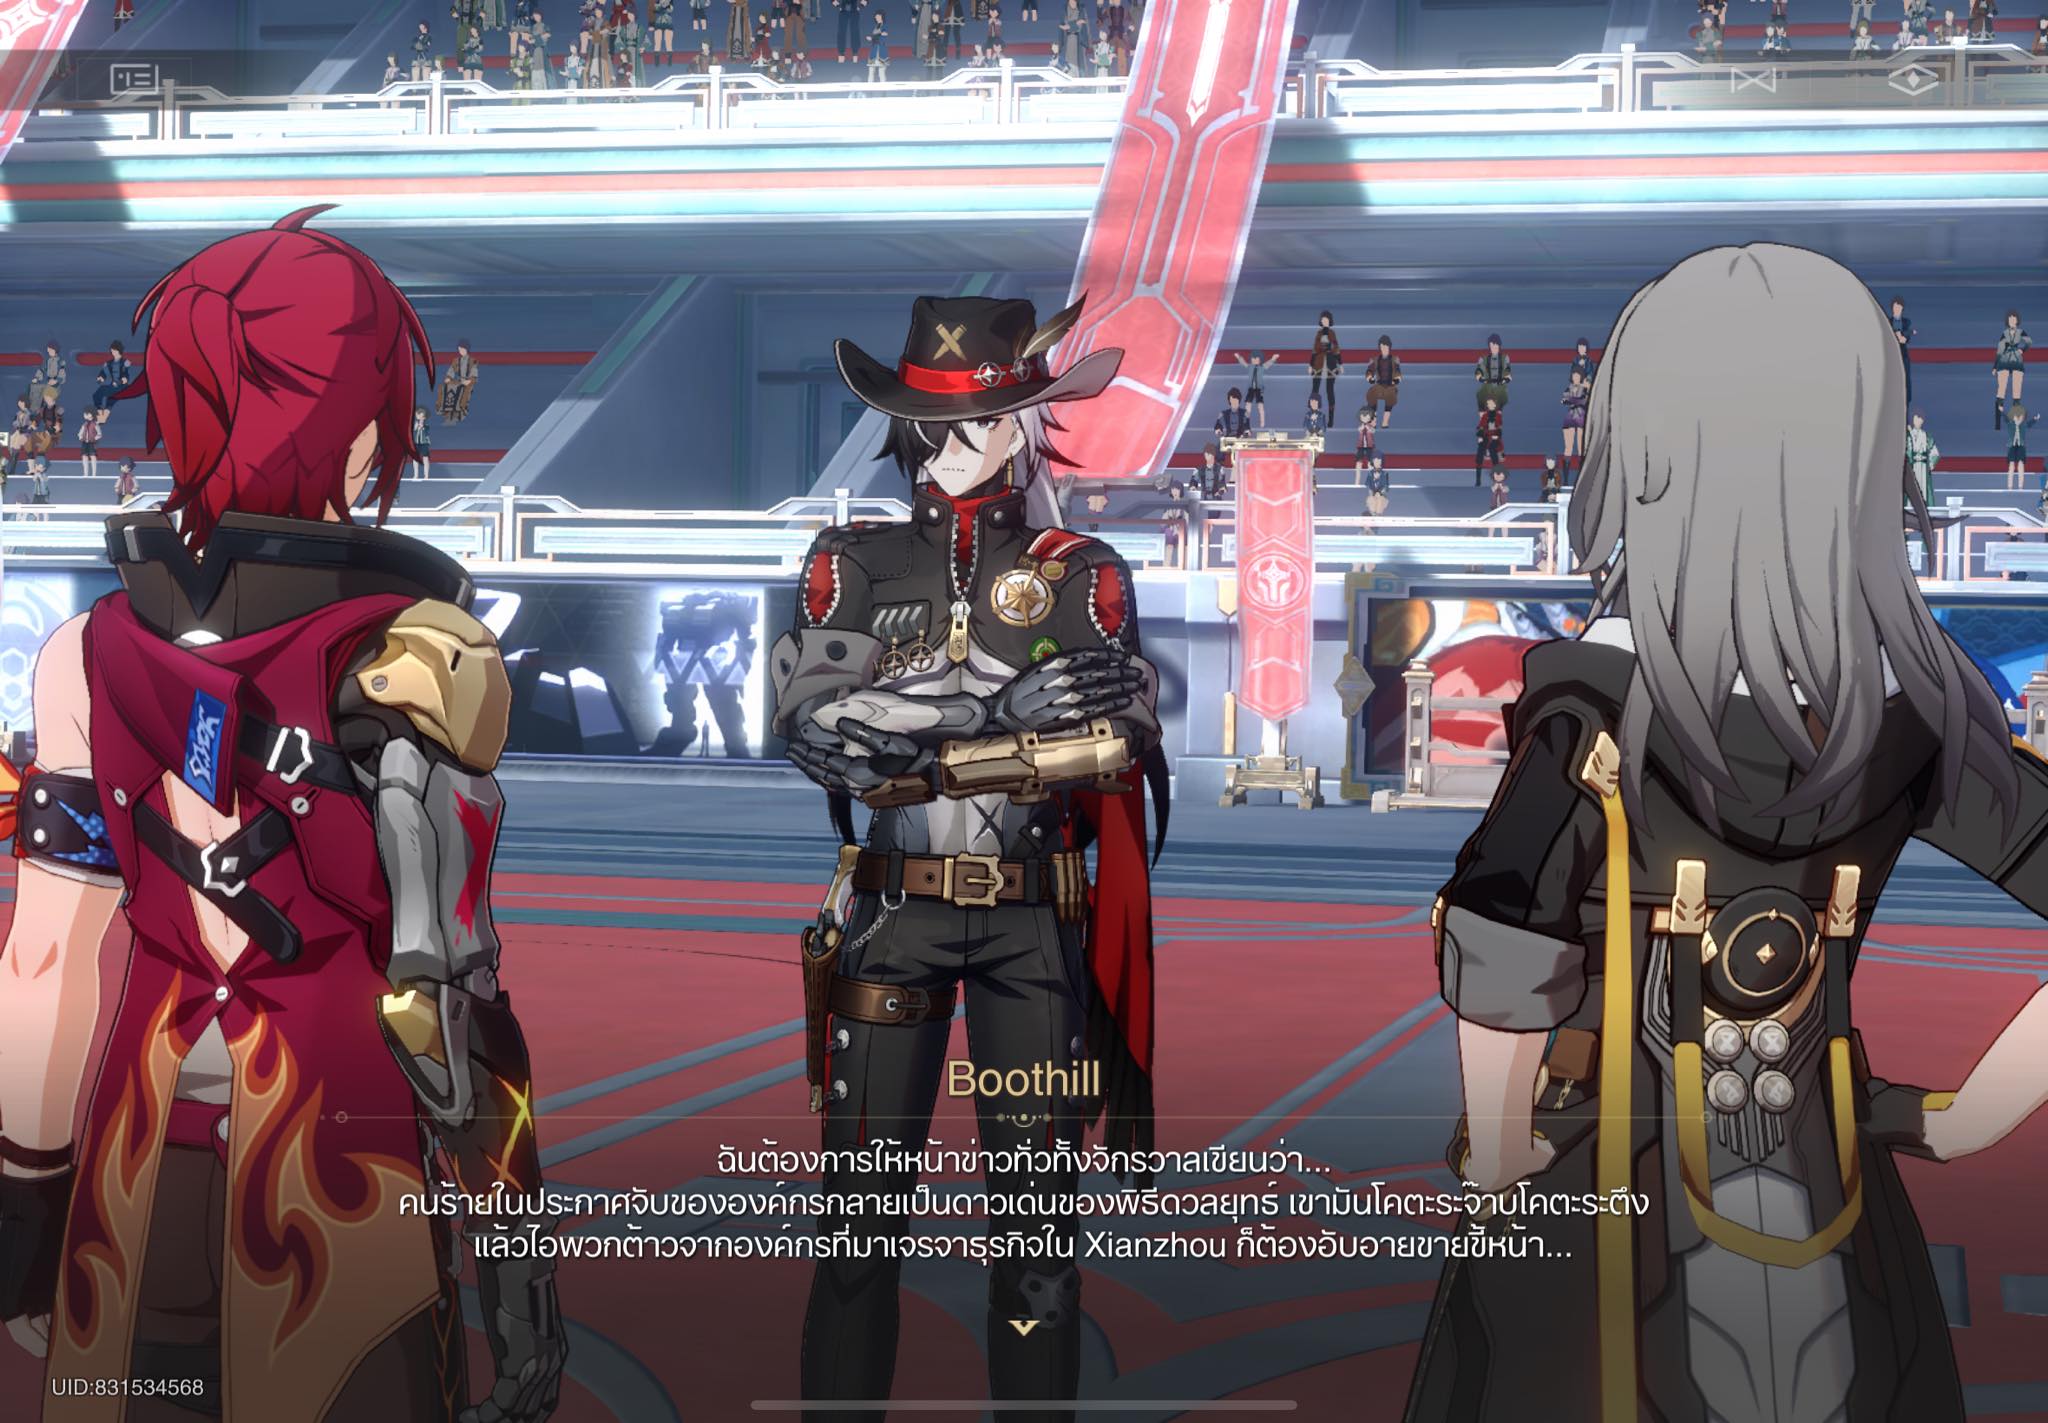 Boothill
ฉันต้องการให้หน้าข่าวทั่วทั้งจักรวาลเขียนว่า...
คนร้ายในประกาศจับขององค์กรกลายเป็นดาวเด่นของพิธีดวลยุทธ์ เขามันโคตะระจ๊าบโคตะระตึง
แล้วไอพวกต้าวจากองค์กรที่มาเจรจาธุรกิจใน Xianzhou ก็ต้องอับอายขายขี้หน้า...
UID:831534568